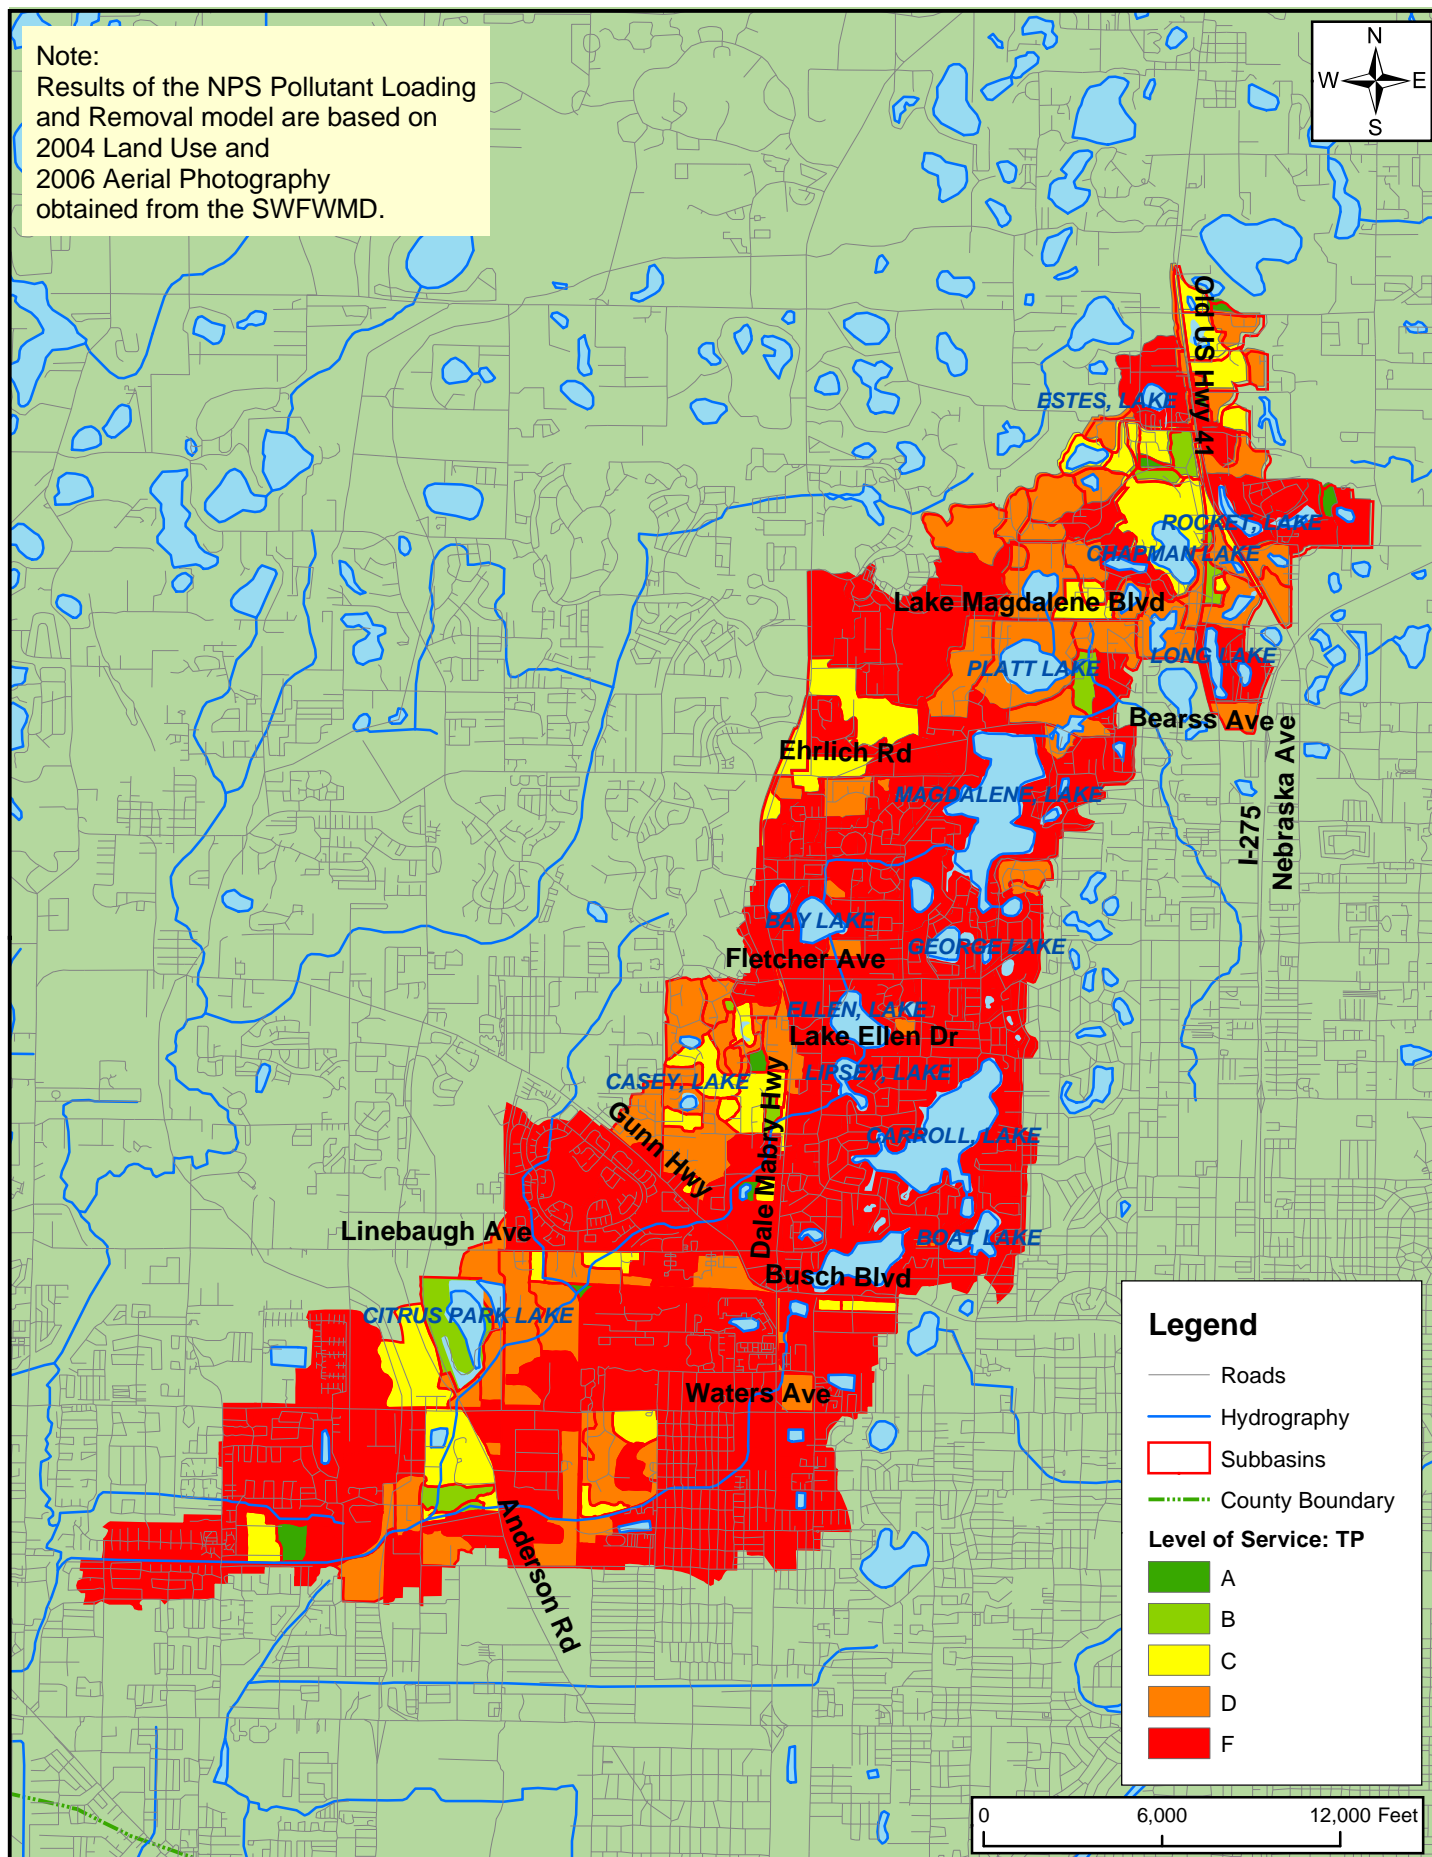 Note:
Results of the NPS Pollutant Loading
and Removal model are based on
2004 Land Use and
2006 Aerial Photography
obtained from the SWFWMD.
N
W E
S
Old US Hwy 41
ESTES, LAKE
ROCKET, LAKE
CHAPMAN LAKE
Lake Magdalene Blvd
PLATT LAKE
LONG LAKE
Bearss Ave
Ehrlich Rd
MAGDALENE, LAKE
I-275
Nebraska Ave
BAY LAKE
GEORGE LAKE
Fletcher Ave
ELLEN, LAKE
Lake Ellen Dr
LIPSEY, LAKE
CASEY, LAKE
Gunn Hwy
Dale Mabry Hwy
CARROLL, LAKE
Linebaugh Ave
BOAT LAKE
Busch Blvd
CITRUS PARK LAKE
Waters Ave
Anderson Rd
Legend
Roads
Hydrography
Subbasins
County Boundary
Level of Service: TP
A
B
C
D
F
0 6,000 12,000 Feet